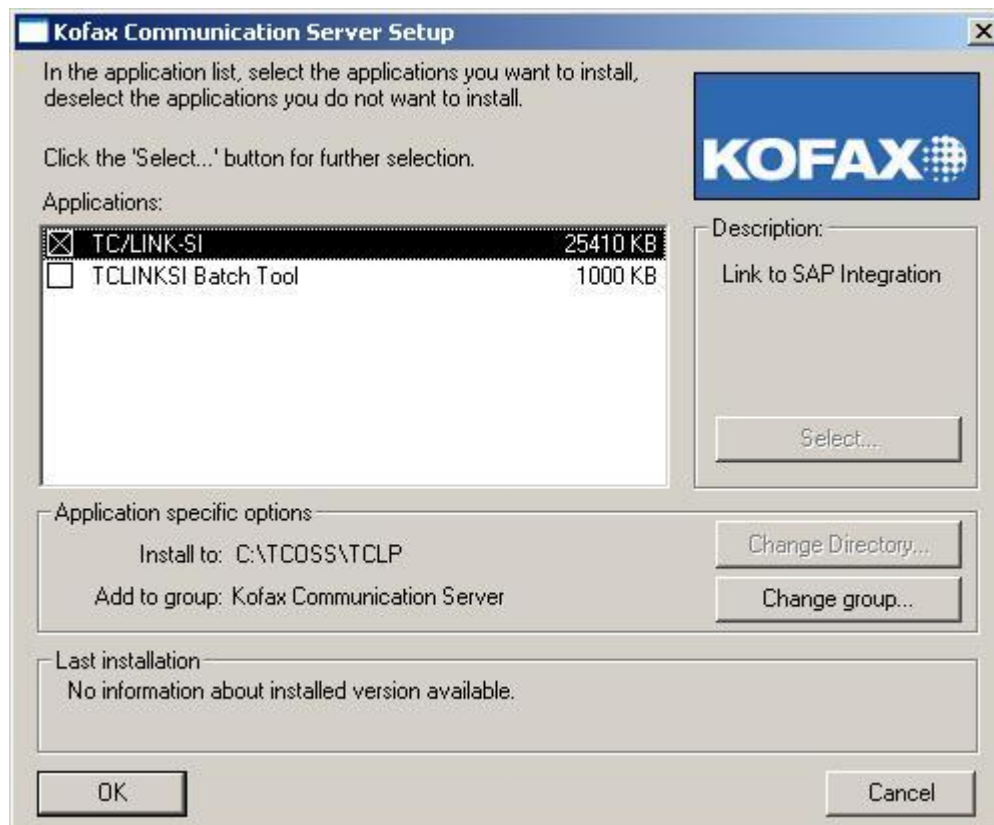 Kofax Communication Server Setup
In the application list, select the applications you want to install,
deselect the applications you do not want to install.
Click the 'Select...' button for further selection.
KOFAX
Applications:
TC/LINK-SI 25410 KB
TCLINKSI Batch Tool 1000 KB
Description:
Link to SAP Integration
Select...
Application specific options
Install to: C:\TCOSS\TCLP
Change Directory...
Add to group: Kofax Communication Server
Change group...
Last installation
No information about installed version available.
OK
Cancel